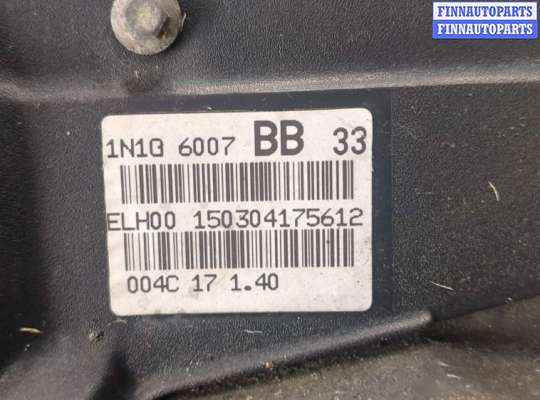 FINNAUTOPARTS
FINNAUTOPARTS
1N1Q 6007 BB 33
ELH00 150304175612
004C 17 1.40